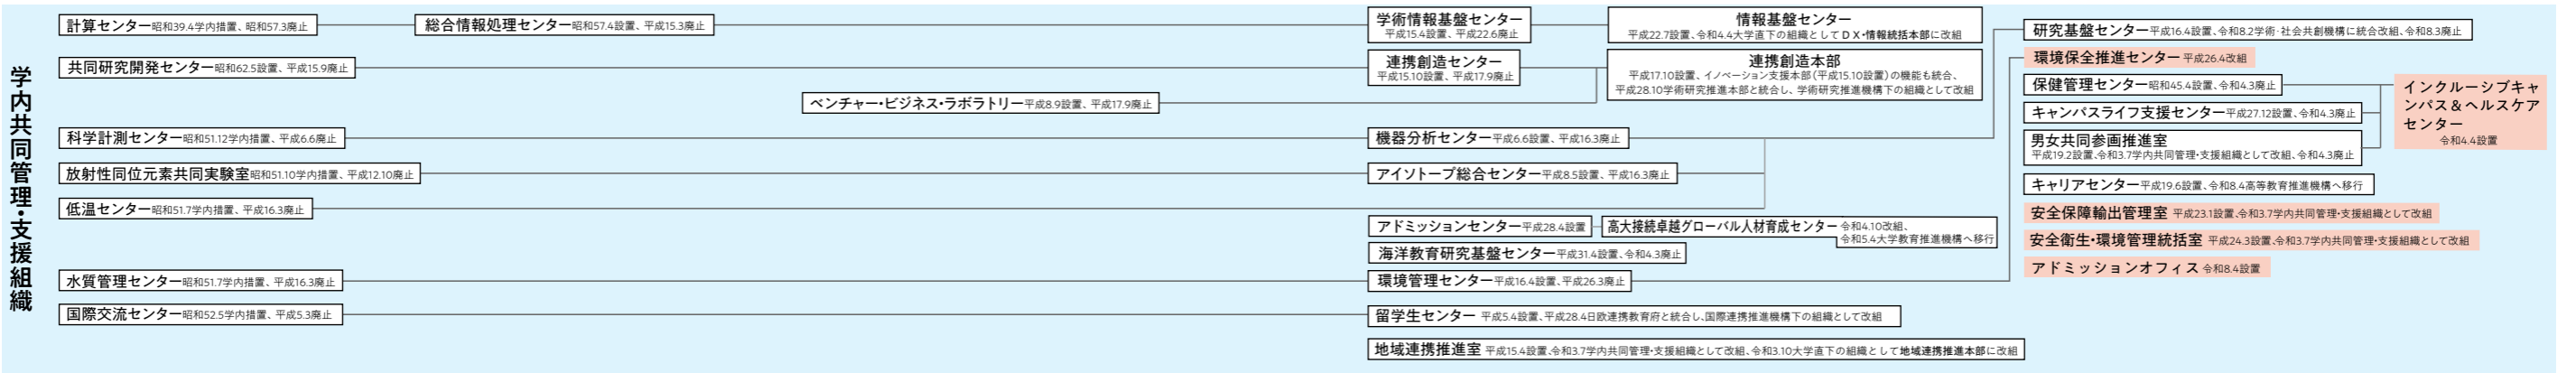 学内共同管理・支援組織
計算センター昭和39.4学内措置、昭和57.3廃止
総合情報処理センター昭和57.4設置、平成15.3廃止
学術情報基盤センター
平成15.4設置、平成22.6廃止
情報基盤センター
平成22.7設置、令和4.4大学直下の組織としてＤＸ・情報統括本部に改組
共同研究開発センター昭和62.5設置、平成15.9廃止
連携創造センター
平成15.10設置、平成17.9廃止
連携創造本部
平成17.10設置、イノベーション支援本部（平成15.10設置）の機能も統合、
平成28.10学術研究推進本部と統合し、学術研究推進機構下の組織として改組
ベンチャー・ビジネス・ラボラトリー平成8.9設置、平成17.9廃止
科学計測センター昭和51.12学内措置、平成6.6廃止
機器分析センター平成6.6設置、平成16.3廃止
放射性同位元素共同実験室昭和51.10学内措置、平成12.10廃止
アイソトープ総合センター平成8.5設置、平成16.3廃止
低温センター昭和51.7学内措置、平成16.3廃止
アドミッションセンター平成28.4設置
高大接続卓越グローバル人材育成センター令和4.10改組、
令和5.4大学教育推進機構へ移行
海洋教育研究基盤センター平成31.4設置、令和4.3廃止
水質管理センター昭和51.7学内措置、平成16.3廃止
環境管理センター平成16.4設置、平成26.3廃止
国際交流センター昭和52.5学内措置、平成5.3廃止
留学生センター 平成5.4設置、平成28.4日欧連携教育府と統合し、国際連携推進機構下の組織として改組
地域連携推進室 平成15.4設置、令和3.7学内共同管理・支援組織として改組、令和3.10大学直下の組織として地域連携推進本部に改組
研究基盤センター平成16.4設置、令和8.2学術・社会共創機構に統合改組、令和8.3廃止
環境保全推進センター 平成26.4改組
保健管理センター昭和45.4設置、令和4.3廃止
キャンパスライフ支援センター平成27.12設置、令和4.3廃止
男女共同参画推進室
平成19.2設置、令和3.7学内共同管理・支援組織として改組、令和4.3廃止
インクルーシブキャ
ンパス＆ヘルスケア
センター
令和4.4設置
キャリアセンター平成19.6設置、令和8.4高等教育推進機構へ移行
安全保障輸出管理室 平成23.1設置、令和3.7学内共同管理・支援組織として改組
安全衛生・環境管理統括室 平成24.3設置、令和3.7学内共同管理・支援組織として改組
アドミッションオフィス 令和8.4設置